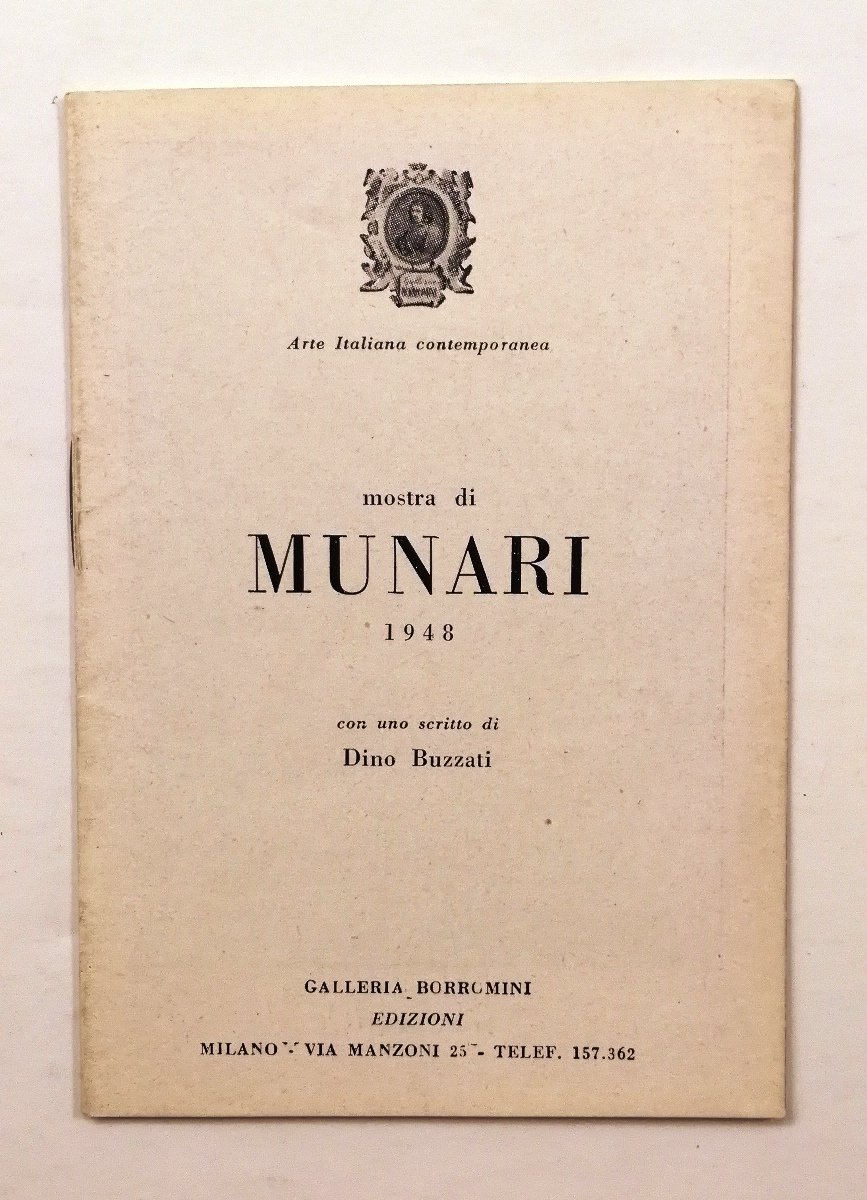 Arte Italiana contemporanea
mostra di
MUNARI
1948
con uno scritto di
Dino Buzzati
GALLERIA BORROMINI
EDIZIONI
MILANO - VIA MANZONI 25 - TELEF. 157.362